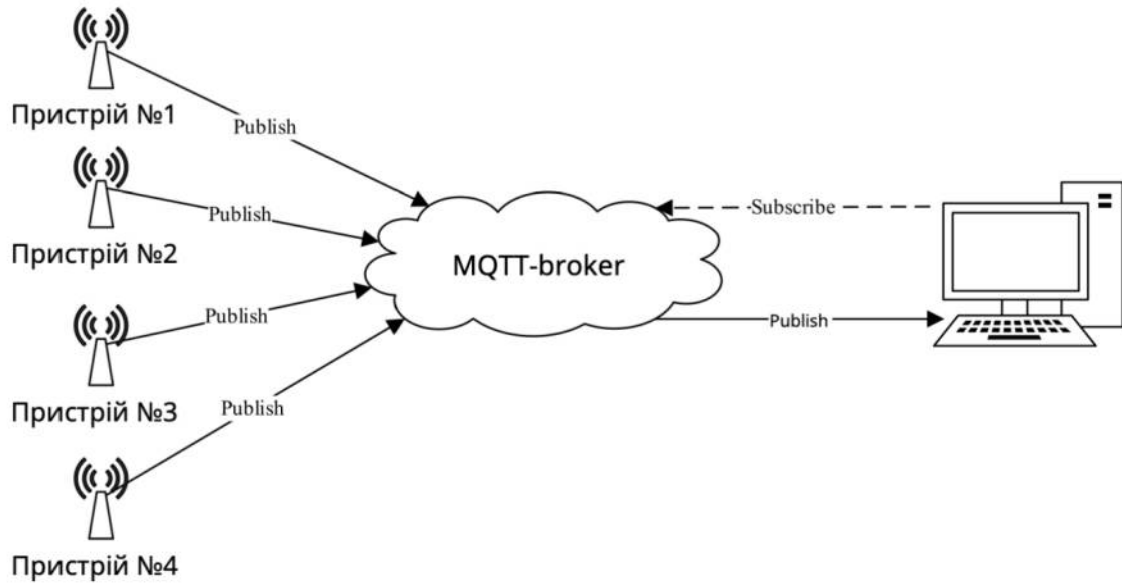 Пристрій №1
Publish
Пристрій №2
Publish
Subscribe
MQTT-broker
Publish
Publish
Пристрій №3
Publish
Пристрій №4